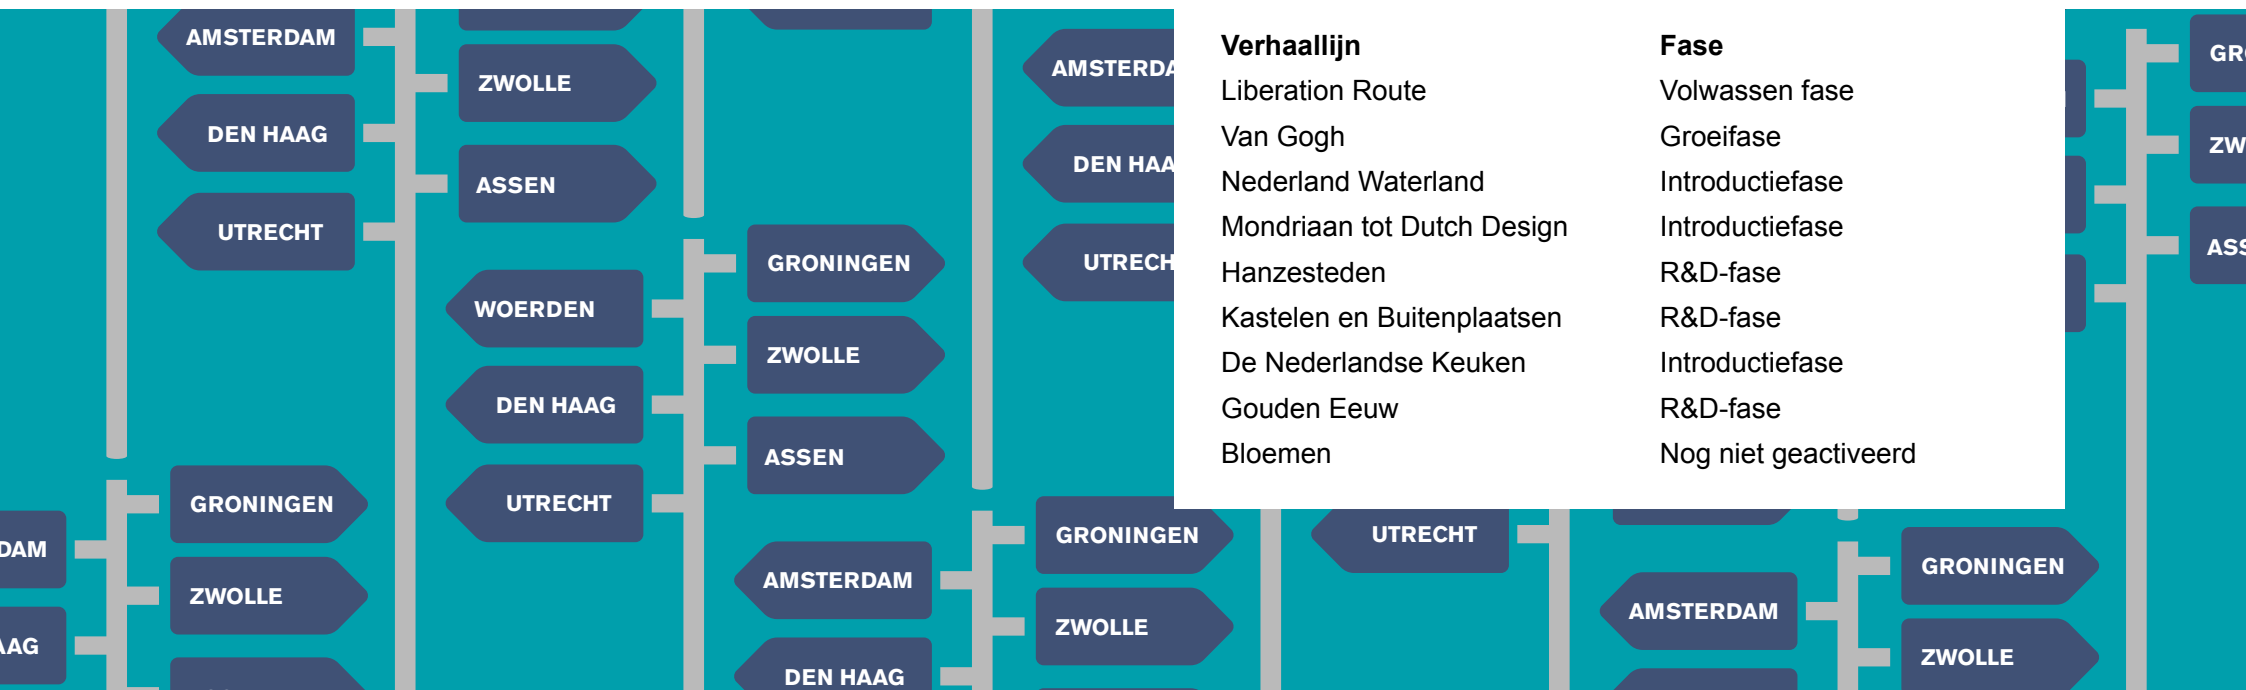 AMSTERDAM
DEN HAAG
UTRECHT
ZWOLLE
ASSEN
GRONINGEN
ZWOLLE
WOERDEN
DEN HAAG
UTRECHT
GRONINGEN
ZWOLLE
ASSEN
AMSTERDAM
DEN HAAG
GRONINGEN
ZWOLLE
UTRECHT
AMSTERDAM
GRONINGEN
ZWOLLE
Verhaallijn Fase
Liberation Route Volwassen fase
Van Gogh Groeifase
Nederland Waterland Introductiefase
Mondriaan tot Dutch Design Introductiefase
Hanzesteden R&D-fase
Kastelen en Buitenplaatsen R&D-fase
De Nederlandse Keuken Introductiefase
Gouden Eeuw R&D-fase
Bloemen Nog niet geactiveerd